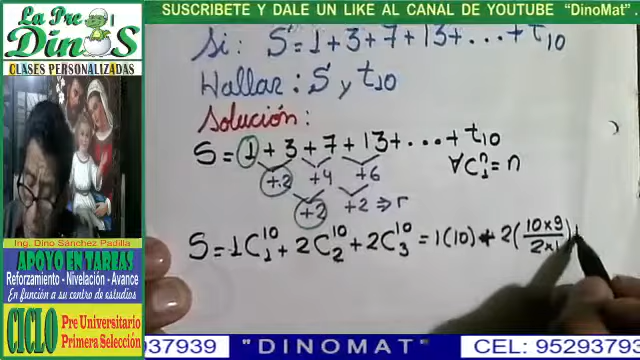 SUSCRIBETE Y DALE UN LIKE AL CANAL DE YOUTUBE "DinoMat".
La Pre
DinoS
CLASES PERSONALIZADAS
Si: S = 1 + 3 + 7 + 13 + ... + t10
Hallar: S y t10
Solución:
S = 1 + 3 + 7 + 13 + ... + t10
∀ C₁ⁿ = n
+2 +4 +6
+2 +2 ⇒ r
S = 1C₁¹⁰ + 2C₂¹⁰ + 2C₃¹⁰ = 1(10) + 2(10×9/2×1) +
Ing. Dino Sánchez Padilla
APOYO EN TAREAS
Reforzamiento - Nivelación - Avance
En función a su centro de estudios
CICLO Pre Universitario
Primera Selección
937939 "DINOMAT" CEL: 95293793